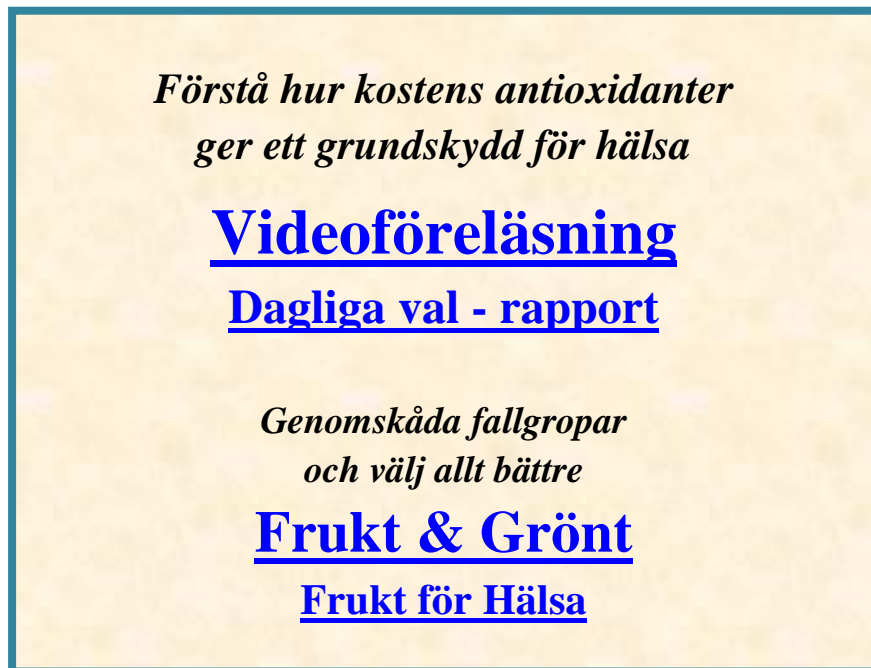 Förstå hur kostens antioxidanter
ger ett grundskydd för hälsa
Videoföreläsning
Dagliga val - rapport
Genomskåda fallgropar
och välj allt bättre
Frukt & Grönt
Frukt för Hälsa